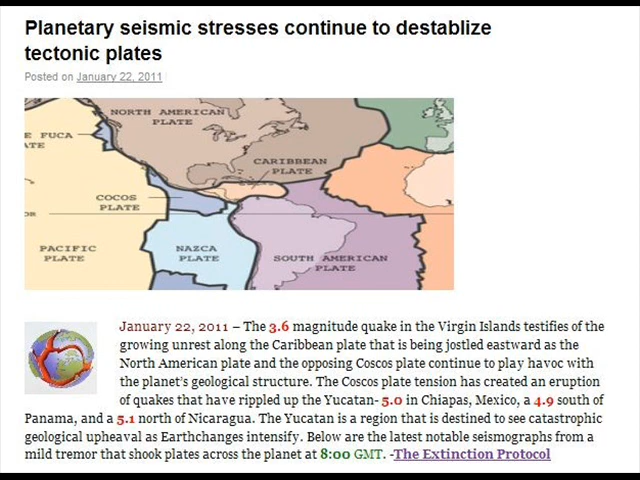 Planetary seismic stresses continue to destablize
tectonic plates
Posted on January 22, 2011
NORTH AMERICAN
PLATE
E FUCA
ATE
CARIBBEAN
PLATE
COCOS
PLATE
OR
PACIFIC
PLATE
NAZCA
PLATE
SOUTH AMERICAN
PLATE
January 22, 2011 – The 3.6 magnitude quake in the Virgin Islands testifies of the
growing unrest along the Caribbean plate that is being jostled eastward as the
North American plate and the opposing Coscos plate continue to play havoc with
the planet's geological structure. The Coscos plate tension has created an eruption
of quakes that have rippled up the Yucatan- 5.0 in Chiapas, Mexico, a 4.9 south of
Panama, and a 5.1 north of Nicaragua. The Yucatan is a region that is destined to see catastrophic
geological upheaval as Earthchanges intensify. Below are the latest notable seismographs from a
mild tremor that shook plates across the planet at 8:00 GMT. -The Extinction Protocol